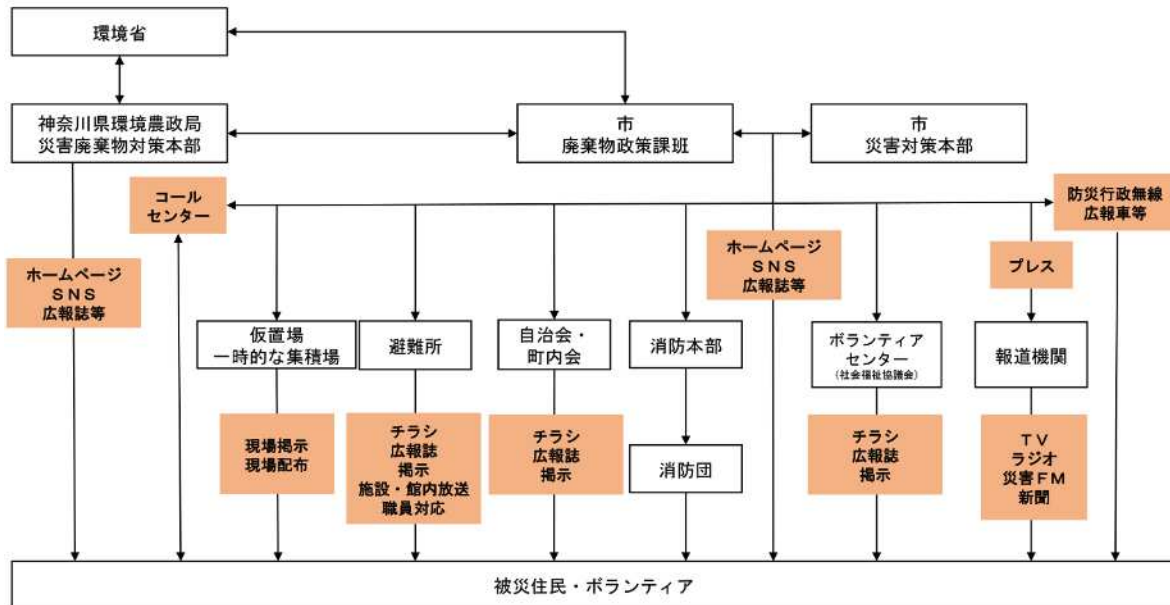 環境省
神奈川県環境農政局
災害廃棄物対策本部
市
廃棄物政策課班
市
災害対策本部
コール
センター
防災行政無線
広報車等
ホームページ
ＳＮＳ
広報誌等
ホームページ
ＳＮＳ
広報誌等
プレス
仮置場
一時的な集積場
避難所
自治会・
町内会
消防本部
ボランティア
センター
（社会福祉協議会）
報道機関
現場掲示
現場配布
チラシ
広報誌
掲示
施設・館内放送
職員対応
チラシ
広報誌
掲示
消防団
チラシ
広報誌
掲示
ＴＶ
ラジオ
災害ＦＭ
新聞
被災住民・ボランティア